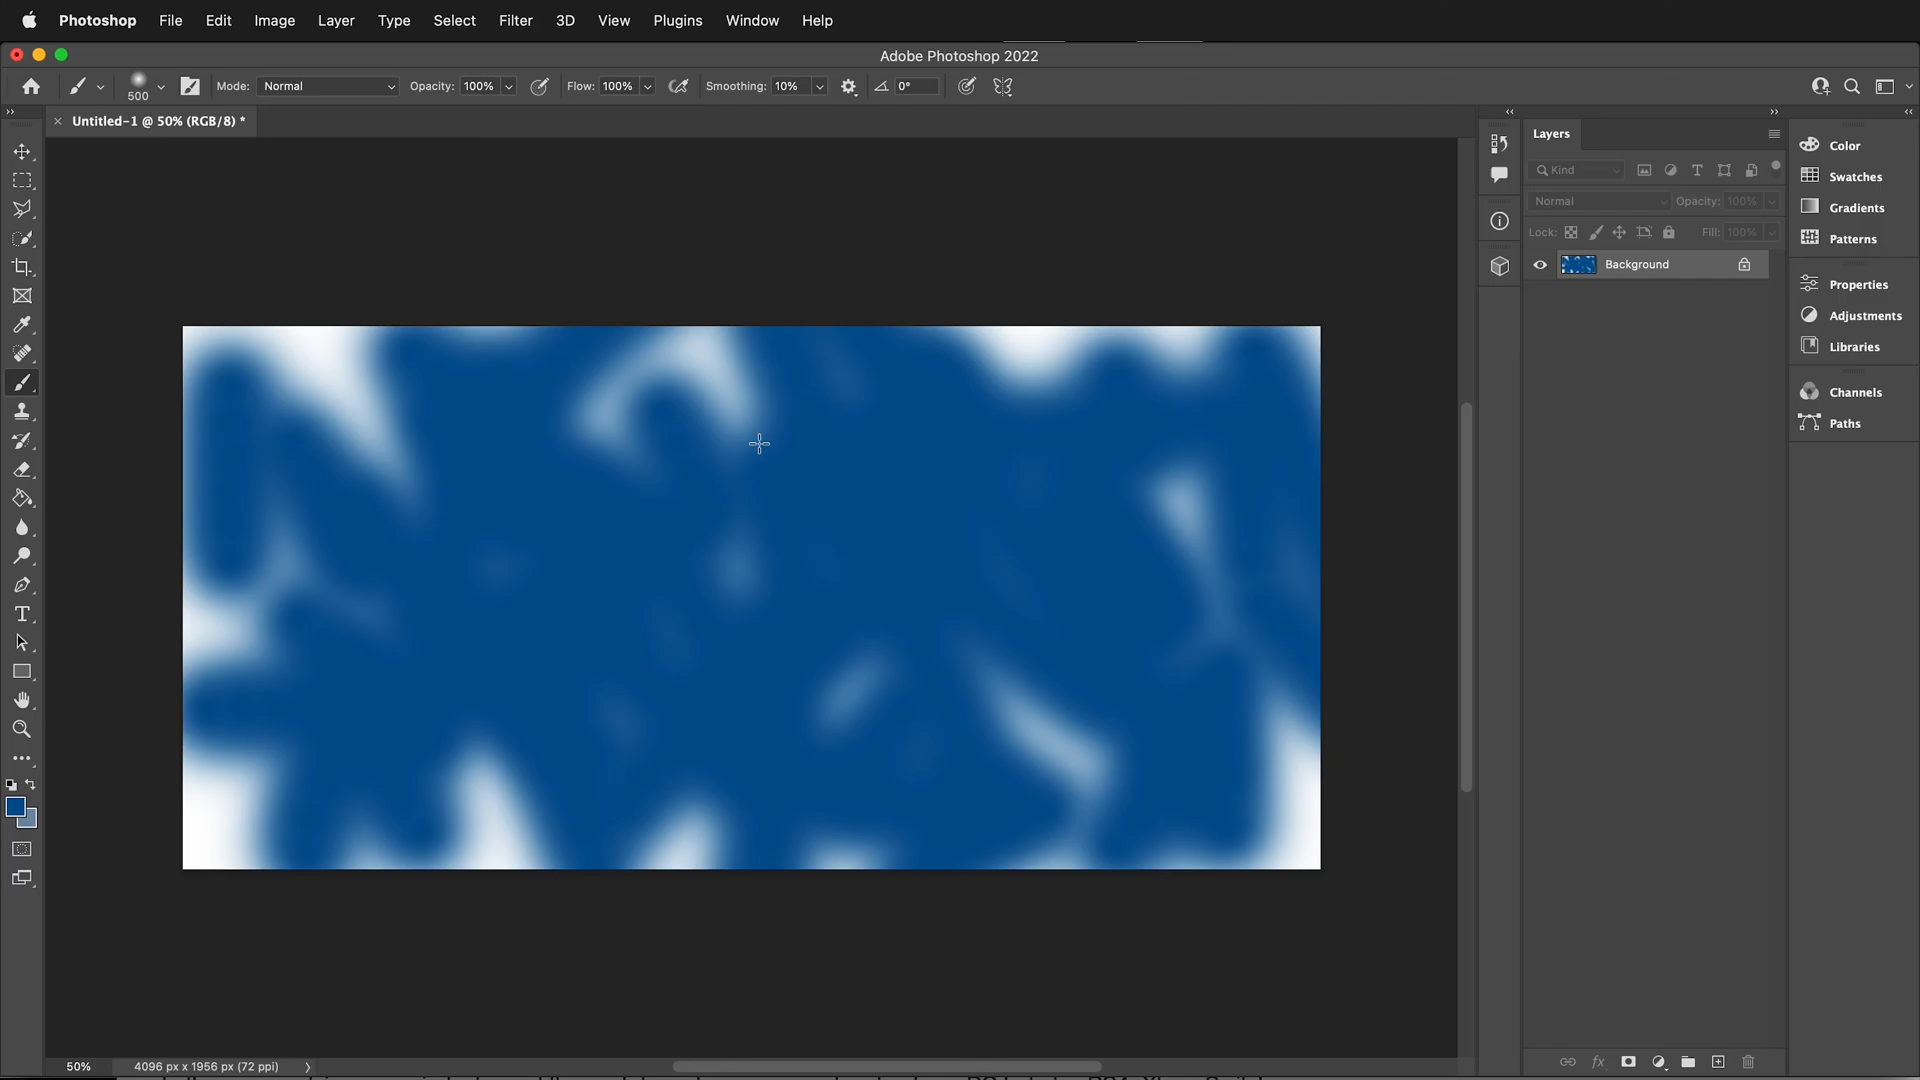 Photoshop File Edit Image Layer Type Select Filter 3D View Plugins Window Help
Adobe Photoshop 2022
500 Mode: Normal Opacity: 100% Flow: 100% Smoothing: 10% 0°
Untitled-1 @ 50% (RGB/8) *
Layers
Kind
Normal Opacity: 100%
Lock: Fill: 100%
Background
Color
Swatches
Gradients
Patterns
Properties
Adjustments
Libraries
Channels
Paths
50% 4096 px x 1956 px (72 ppi)